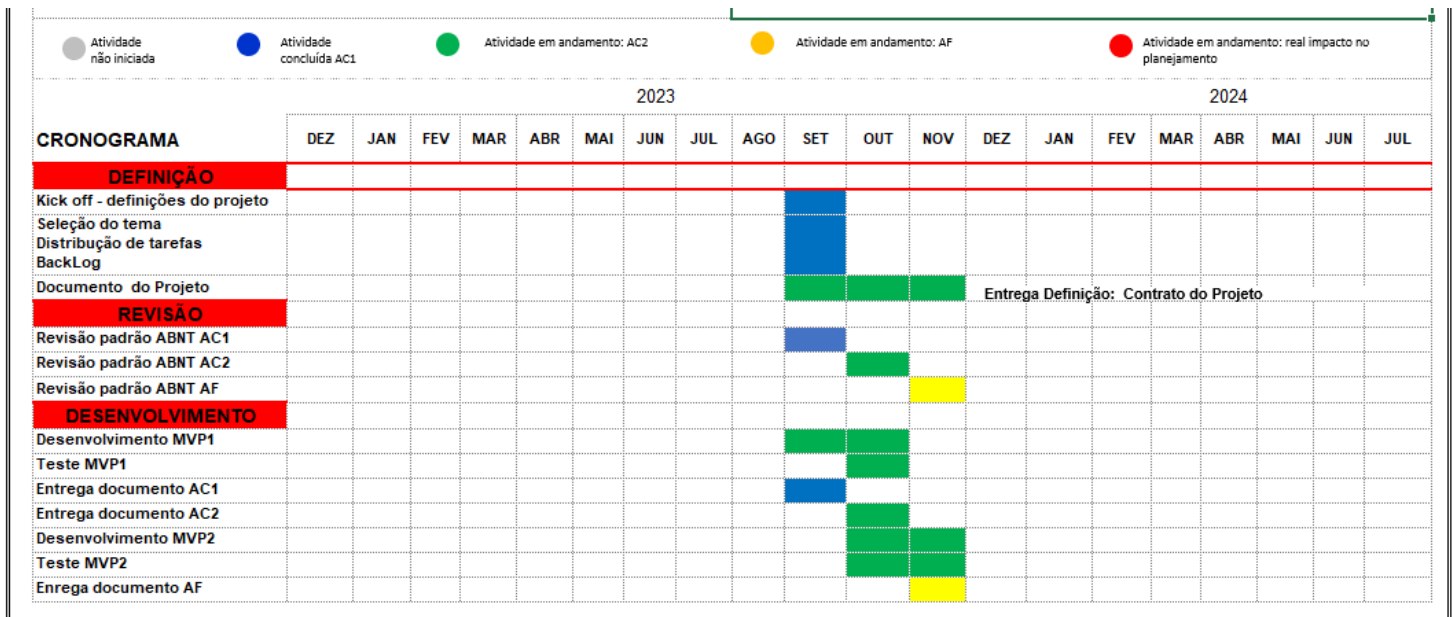 Atividade
não iniciada
Atividade
concluída AC1
Atividade em andamento: AC2
Atividade em andamento: AF
Atividade em andamento: real impacto no
planejamento
2023 2024
CRONOGRAMA DEZ JAN FEV MAR ABR MAI JUN JUL AGO SET OUT NOV DEZ JAN FEV MAR ABR MAI JUN JUL
DEFINIÇÃO
Kick off - definições do projeto
Seleção do tema
Distribução de tarefas
BackLog
Documento do Projeto
Entrega Definição: Contrato do Projeto
REVISÃO
Revisão padrão ABNT AC1
Revisão padrão ABNT AC2
Revisão padrão ABNT AF
DESENVOLVIMENTO
Desenvolvimento MVP1
Teste MVP1
Entrega documento AC1
Entrega documento AC2
Desenvolvimento MVP2
Teste MVP2
Enrega documento AF